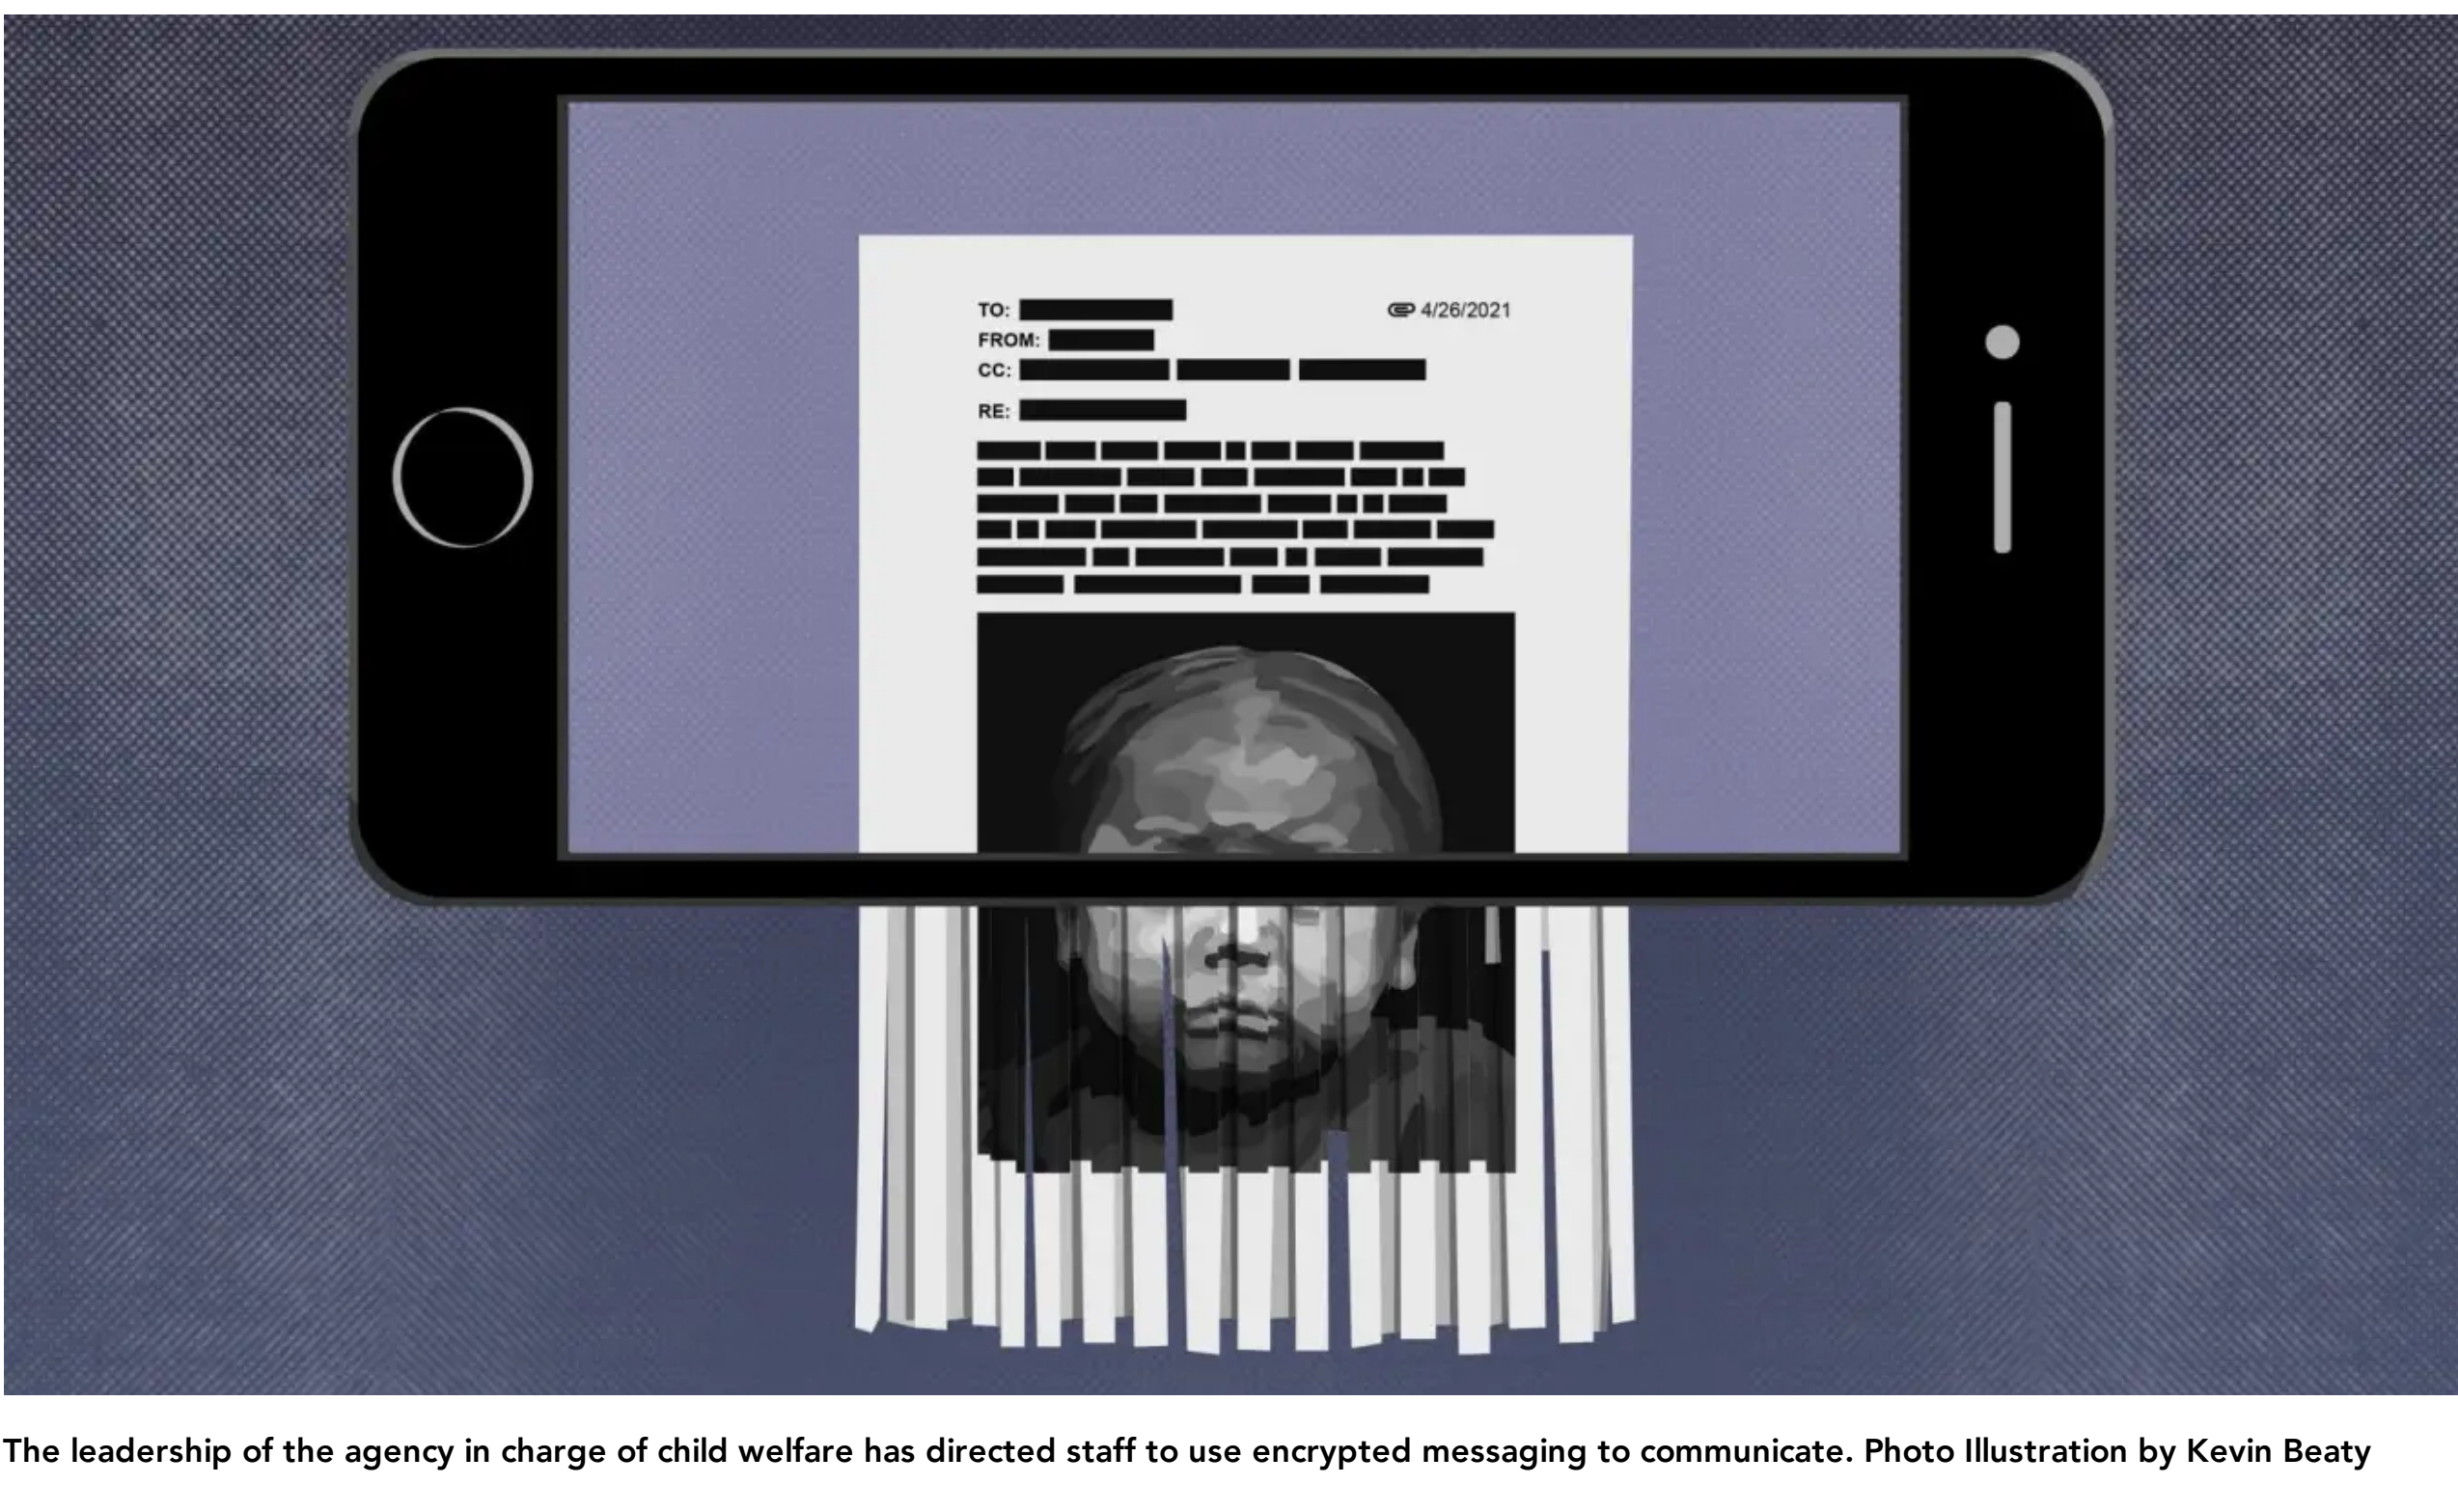 TO:
4/26/2021
FROM:
CC:
RE:
The leadership of the agency in charge of child welfare has directed staff to use encrypted messaging to communicate. Photo Illustration by Kevin Beaty